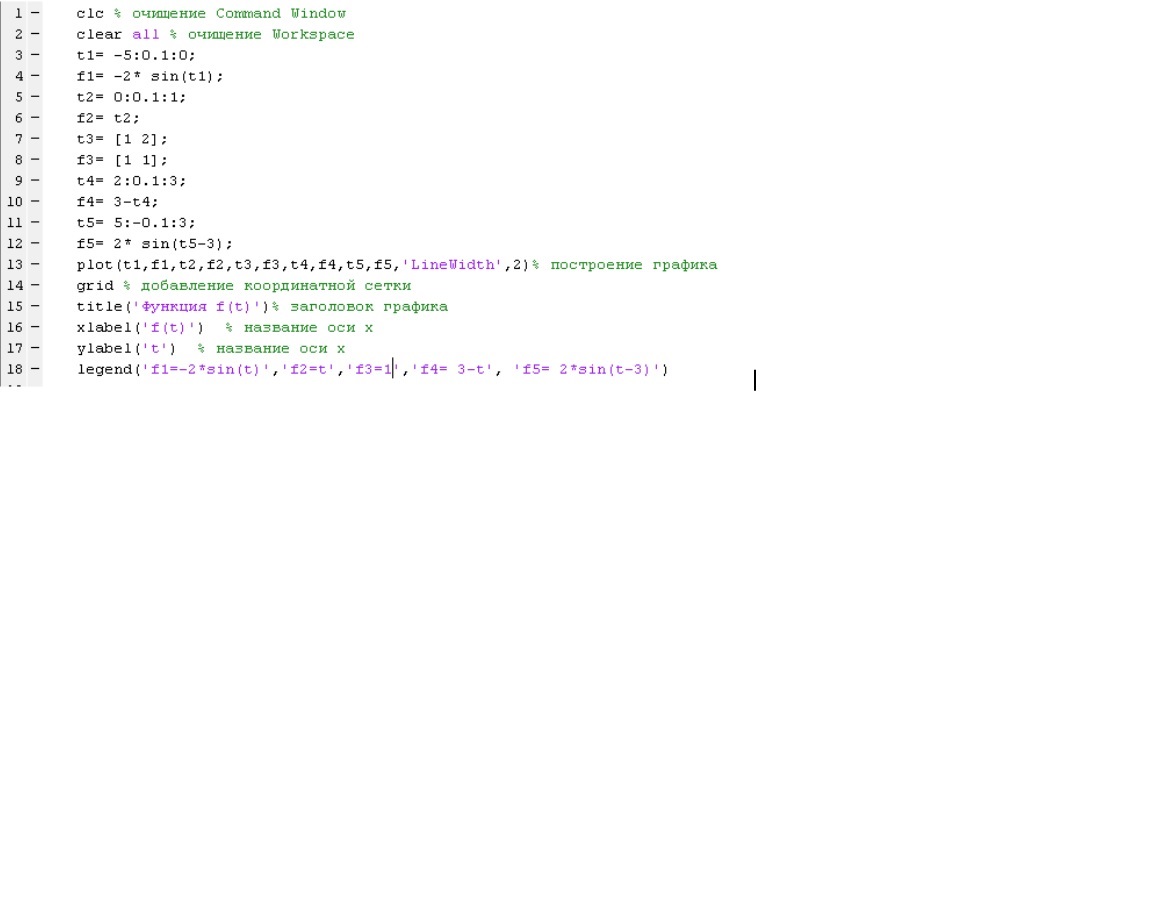 1 – clc % очищение Command Window
2 – clear all % очищение Workspace
3 – t1= -5:0.1:0;
4 – f1= -2* sin(t1);
5 – t2= 0:0.1:1;
6 – f2= t2;
7 – t3= [1 2];
8 – f3= [1 1];
9 – t4= 2:0.1:3;
10 – f4= 3-t4;
11 – t5= 5:-0.1:3;
12 – f5= 2* sin(t5-3);
13 – plot(t1,f1,t2,f2,t3,f3,t4,f4,t5,f5,'LineWidth',2)% построение графика
14 – grid % добавление координатной сетки
15 – title('Функция f(t)')% заголовок графика
16 – xlabel('f(t)')  % название оси x
17 – ylabel('t')  % название оси x
18 – legend('f1=-2*sin(t)','f2=t','f3=1','f4= 3-t', 'f5= 2*sin(t-3)')